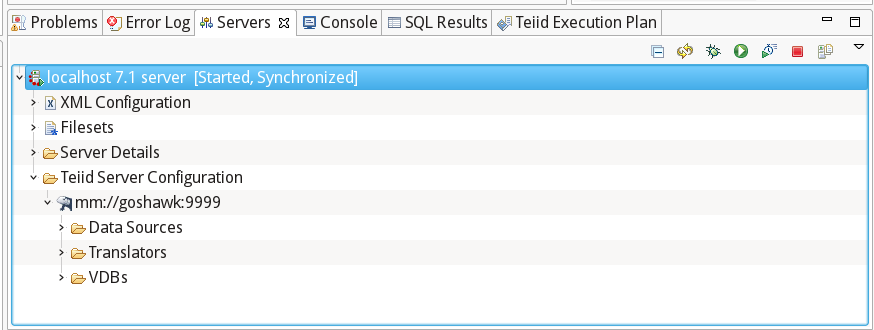 Problems Error Log Servers Console SQL Results Teiid Execution Plan
localhost 7.1 server [Started, Synchronized]
XML Configuration
Filesets
Server Details
Teiid Server Configuration
mm://goshawk:9999
Data Sources
Translators
VDBs